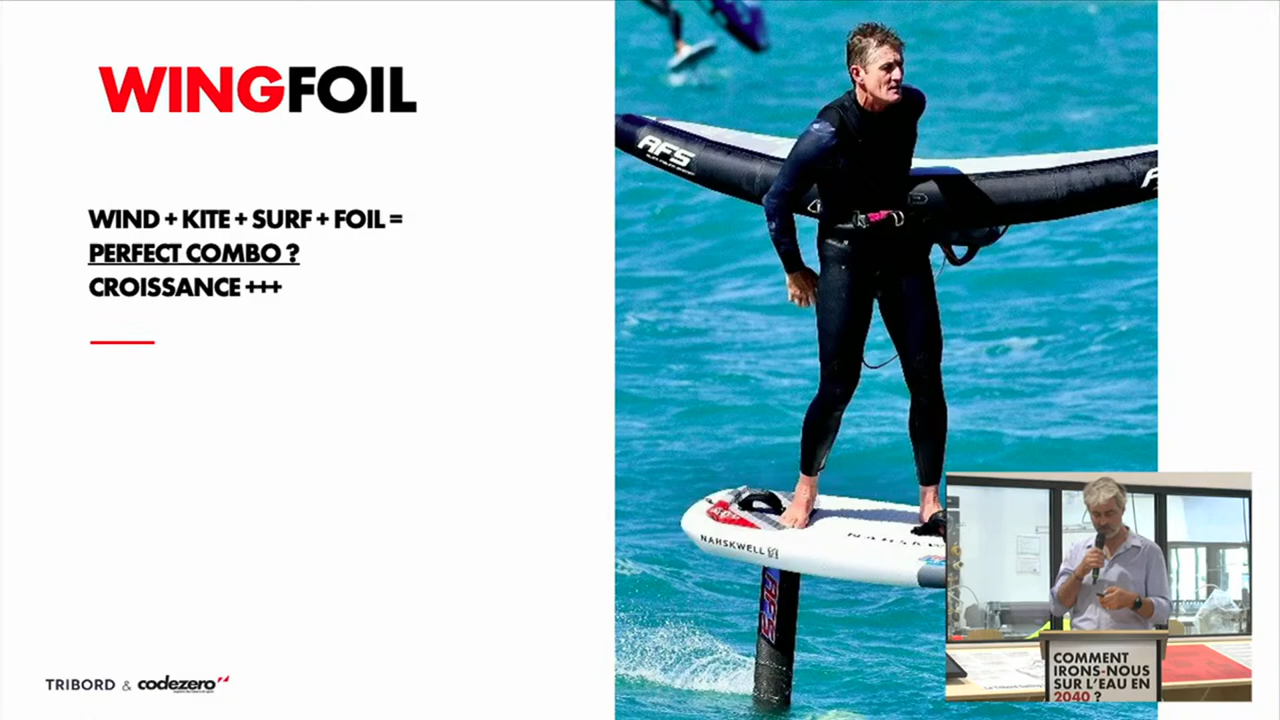 WINGFOIL
WIND + KITE + SURF + FOIL =
PERFECT COMBO ?
CROISSANCE +++
AFS
NAHSKWELL
AFS
TRIBORD & codezero
COMMENT
IRONS-NOUS
SUR L'EAU EN
2040 ?